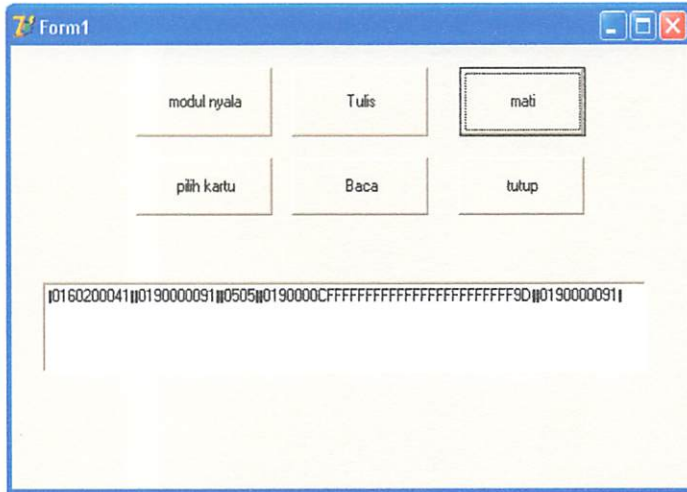 Form1
modul nyala Tulis mati
pilih kartu Baca tutup
|0160200041|||0190000091|||0505|||0190000CFFFFFFFFFFFFFFFFFFFFFFFF9D|||0190000091|